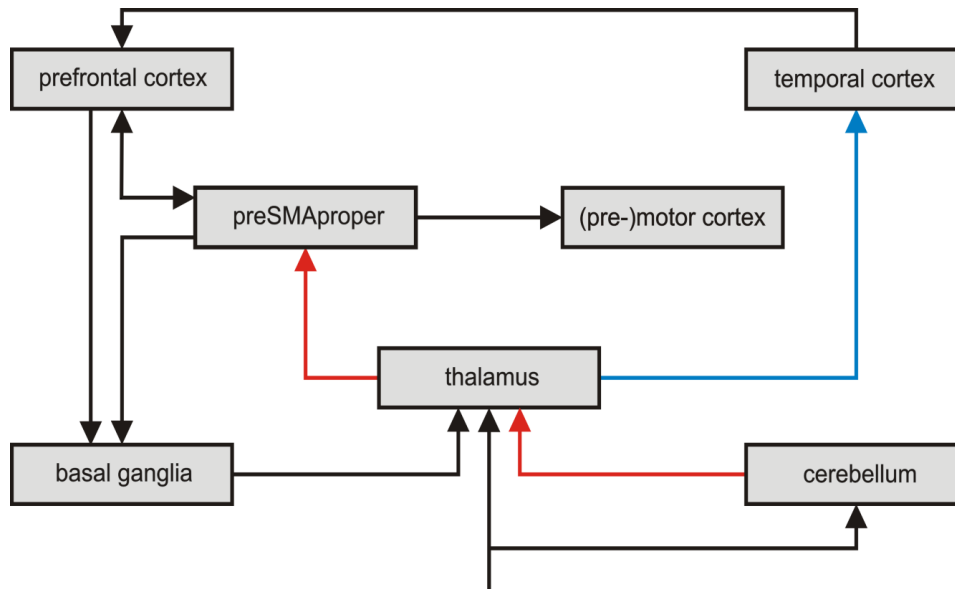 prefrontal cortex
temporal cortex
preSMAproper
(pre-)motor cortex
thalamus
basal ganglia
cerebellum